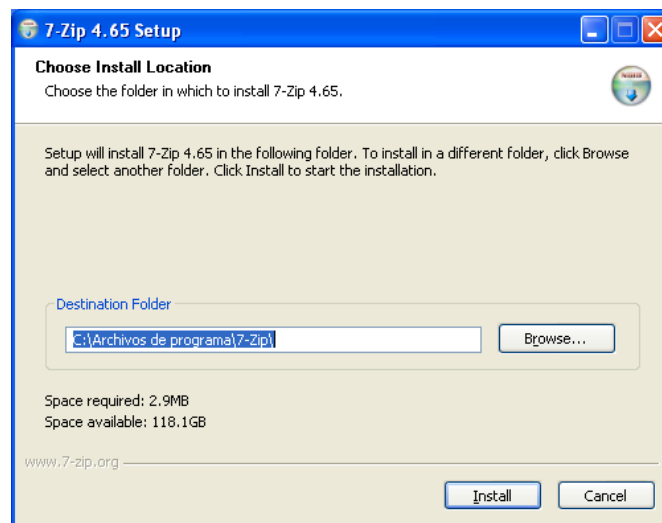 7-Zip 4.65 Setup
Choose Install Location
Choose the folder in which to install 7-Zip 4.65.
Setup will install 7-Zip 4.65 in the following folder. To install in a different folder, click Browse
and select another folder. Click Install to start the installation.
Destination Folder
C:\Archivos de programa\7-Zip\
Browse...
Space required: 2.9MB
Space available: 118.1GB
www.7-zip.org
Install
Cancel